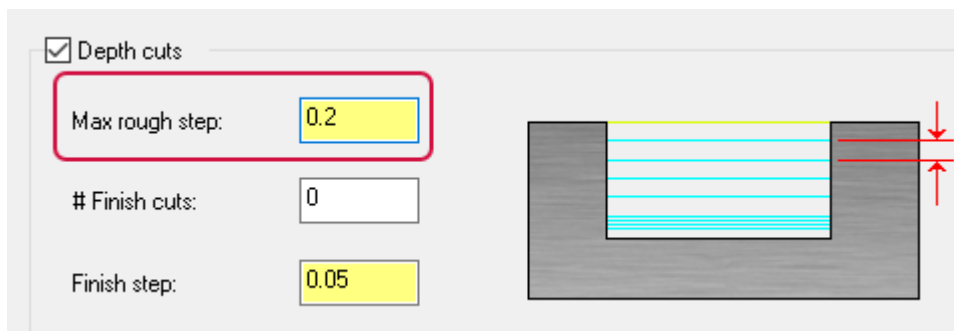 Depth cuts
Max rough step: 0.2
# Finish cuts: 0
Finish step: 0.05